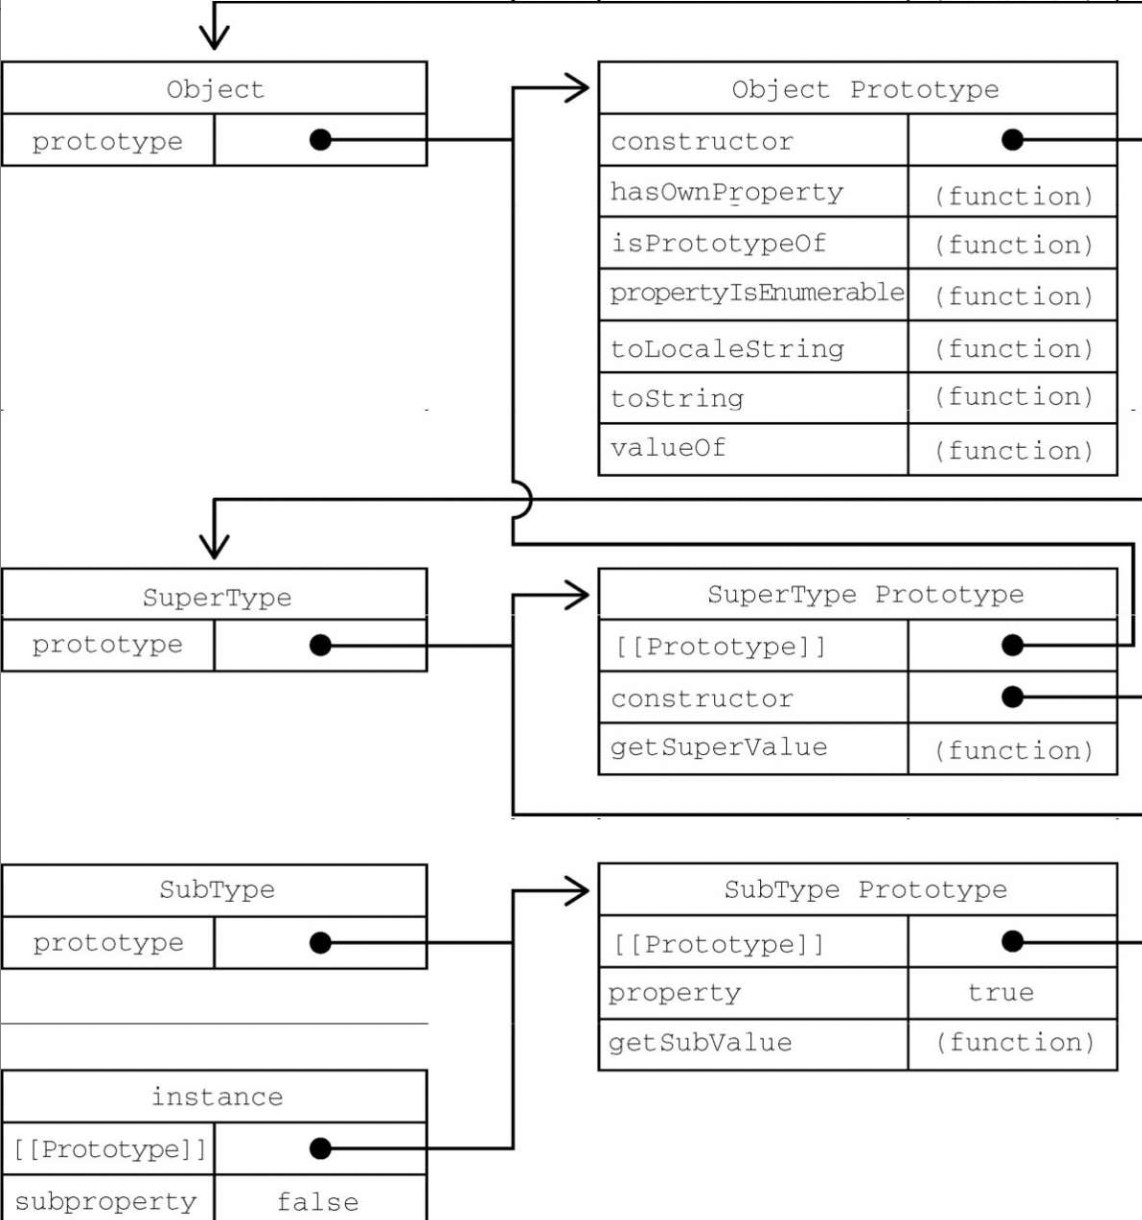 Object
prototype
Object Prototype
constructor
hasOwnProperty (function)
isPrototypeOf (function)
propertyIsEnumerable (function)
toLocaleString (function)
toString (function)
valueOf (function)
SuperType
prototype
SuperType Prototype
[[Prototype]]
constructor
getSuperValue (function)
SubType
prototype
SubType Prototype
[[Prototype]]
property true
getSubValue (function)
instance
[[Prototype]]
subproperty false